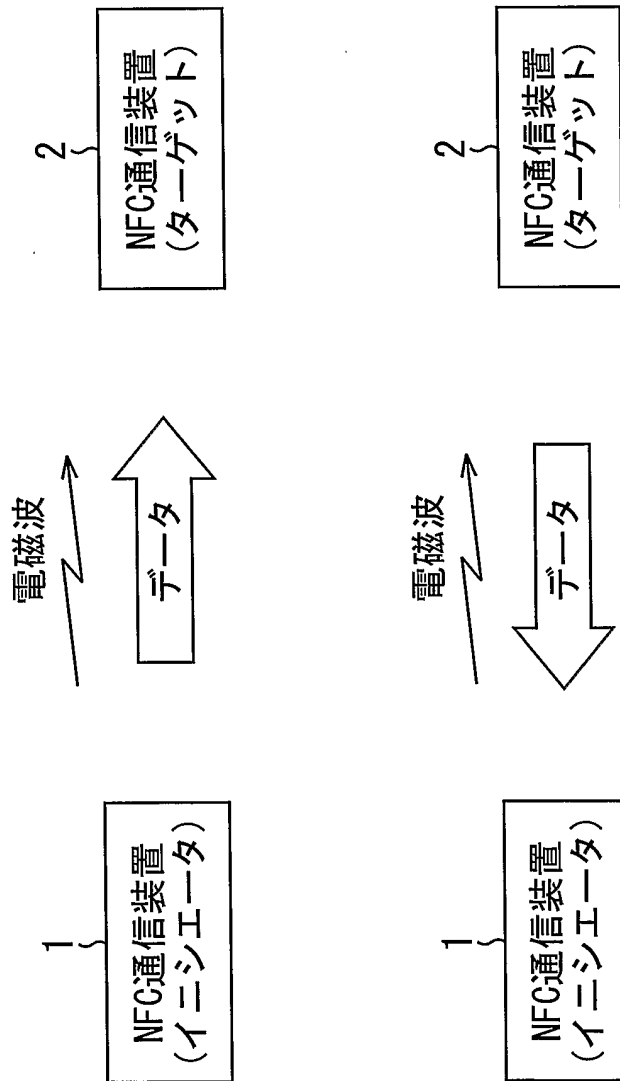 1
NFC通信装置
(イニシエータ)
電磁波
データ
2
NFC通信装置
(ターゲット)
1
NFC通信装置
(イニシエータ)
電磁波
データ
2
NFC通信装置
(ターゲット)